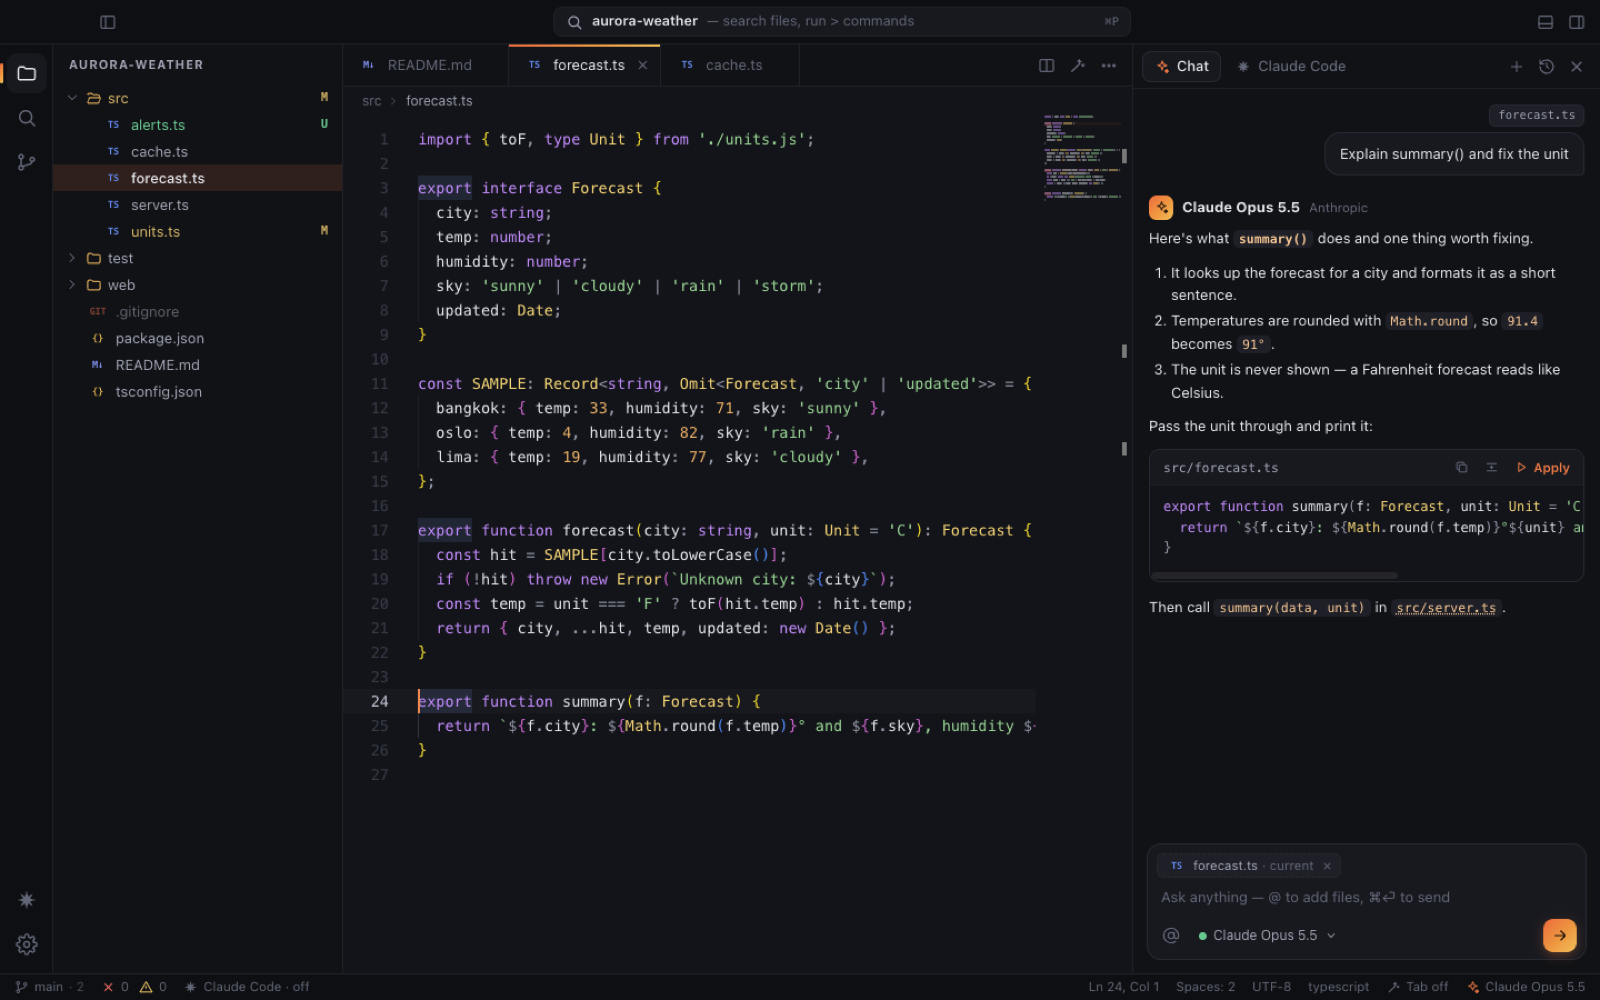 aurora-weather — search files, run > commands ⌘P
AURORA-WEATHER
src M
TS alerts.ts U
TS cache.ts
TS forecast.ts
TS server.ts
TS units.ts M
test
web
GIT .gitignore
{} package.json
M↓ README.md
{} tsconfig.json
M↓ README.md TS forecast.ts × TS cache.ts
src > forecast.ts
1 import { toF, type Unit } from './units.js';
2
3 export interface Forecast {
4 city: string;
5 temp: number;
6 humidity: number;
7 sky: 'sunny' | 'cloudy' | 'rain' | 'storm';
8 updated: Date;
9 }
10
11 const SAMPLE: Record<string, Omit<Forecast, 'city' | 'updated'>> = {
12 bangkok: { temp: 33, humidity: 71, sky: 'sunny' },
13 oslo: { temp: 4, humidity: 82, sky: 'rain' },
14 lima: { temp: 19, humidity: 77, sky: 'cloudy' },
15 };
16
17 export function forecast(city: string, unit: Unit = 'C'): Forecast {
18 const hit = SAMPLE[city.toLowerCase()];
19 if (!hit) throw new Error(`Unknown city: ${city}`);
20 const temp = unit === 'F' ? toF(hit.temp) : hit.temp;
21 return { city, ...hit, temp, updated: new Date() };
22 }
23
24 export function summary(f: Forecast) {
25 return `${f.city}: ${Math.round(f.temp)}° and ${f.sky}, humidity $
26 }
27
Chat Claude Code
forecast.ts
Explain summary() and fix the unit
Claude Opus 5.5 Anthropic
Here's what summary() does and one thing worth fixing.
1. It looks up the forecast for a city and formats it as a short
sentence.
2. Temperatures are rounded with Math.round, so 91.4
becomes 91°.
3. The unit is never shown — a Fahrenheit forecast reads like
Celsius.
Pass the unit through and print it:
src/forecast.ts Apply
export function summary(f: Forecast, unit: Unit = 'C
return `${f.city}: ${Math.round(f.temp)}°${unit} an
}
Then call summary(data, unit) in src/server.ts.
TS forecast.ts · current ×
Ask anything — @ to add files, ⌘⏎ to send
@ Claude Opus 5.5
main · 2 0 0 Claude Code · off
Ln 24, Col 1 Spaces: 2 UTF-8 typescript Tab off Claude Opus 5.5